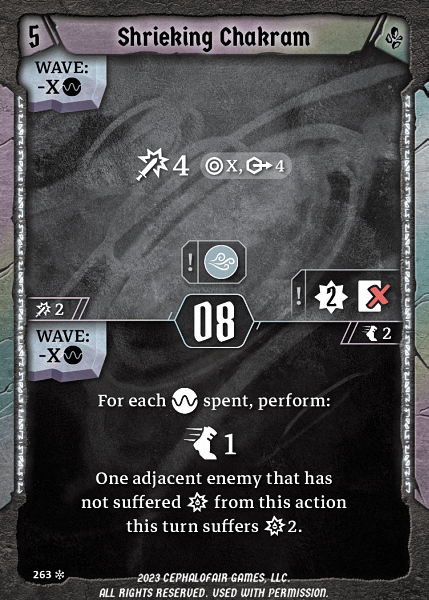 5
Shrieking Chakram
WAVE:
-X
4 X, 4
! ! 2
2
08
2
WAVE:
-X
For each spent, perform:
1
One adjacent enemy that has
not suffered from this action
this turn suffers 2.
263
2023 CEPHALOFAIR GAMES, LLC.
ALL RIGHTS RESERVED. USED WITH PERMISSION.